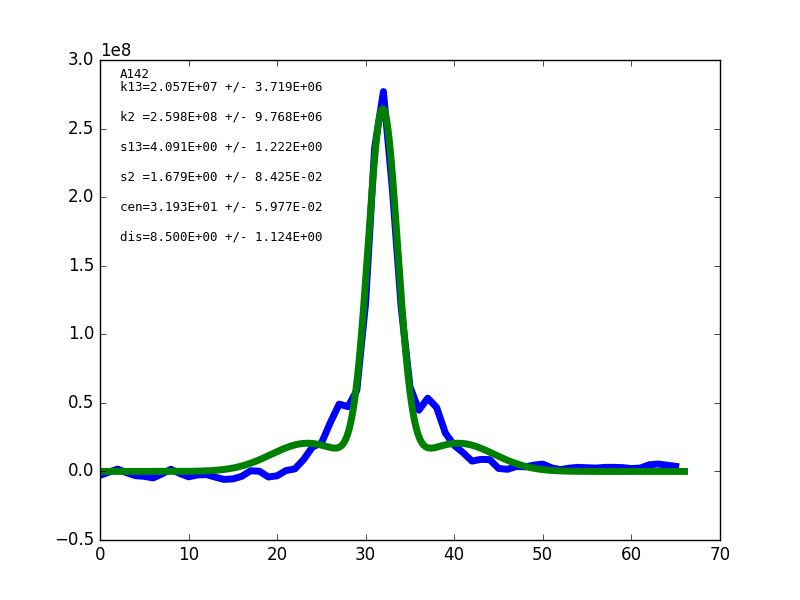 1e8
3.0
2.5
2.0
1.5
1.0
0.5
0.0
−0.5
A142
k13=2.057E+07 +/- 3.719E+06
k2 =2.598E+08 +/- 9.768E+06
s13=4.091E+00 +/- 1.222E+00
s2 =1.679E+00 +/- 8.425E-02
cen=3.193E+01 +/- 5.977E-02
dis=8.500E+00 +/- 1.124E+00
0 10 20 30 40 50 60 70